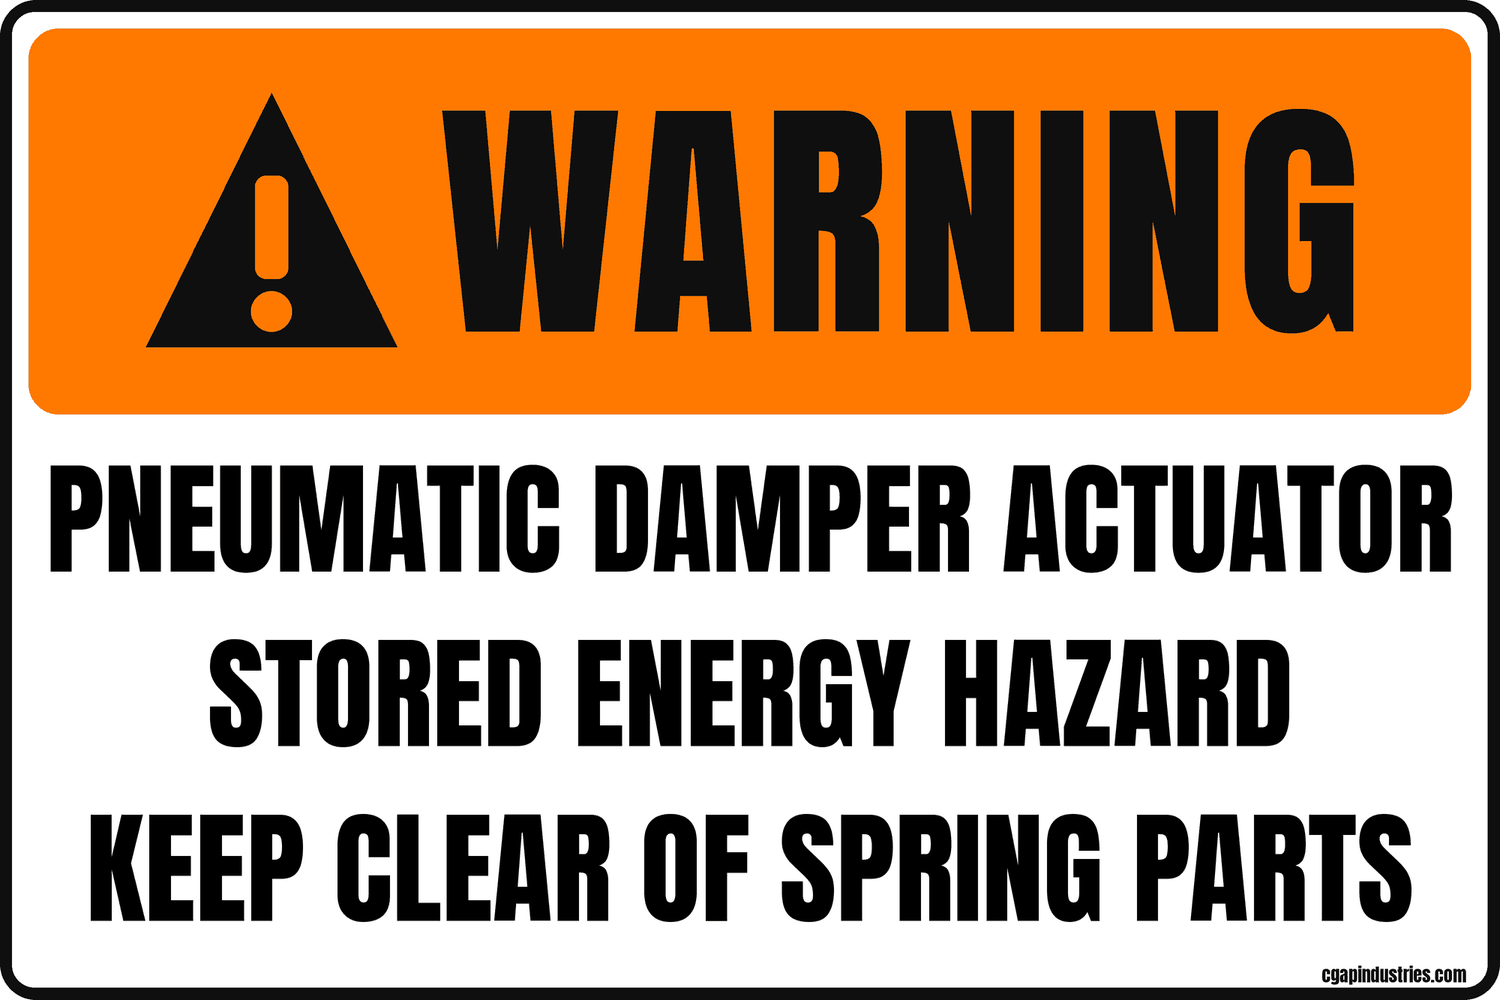 WARNING
PNEUMATIC DAMPER ACTUATOR
STORED ENERGY HAZARD
KEEP CLEAR OF SPRING PARTS
cgapindustries.com